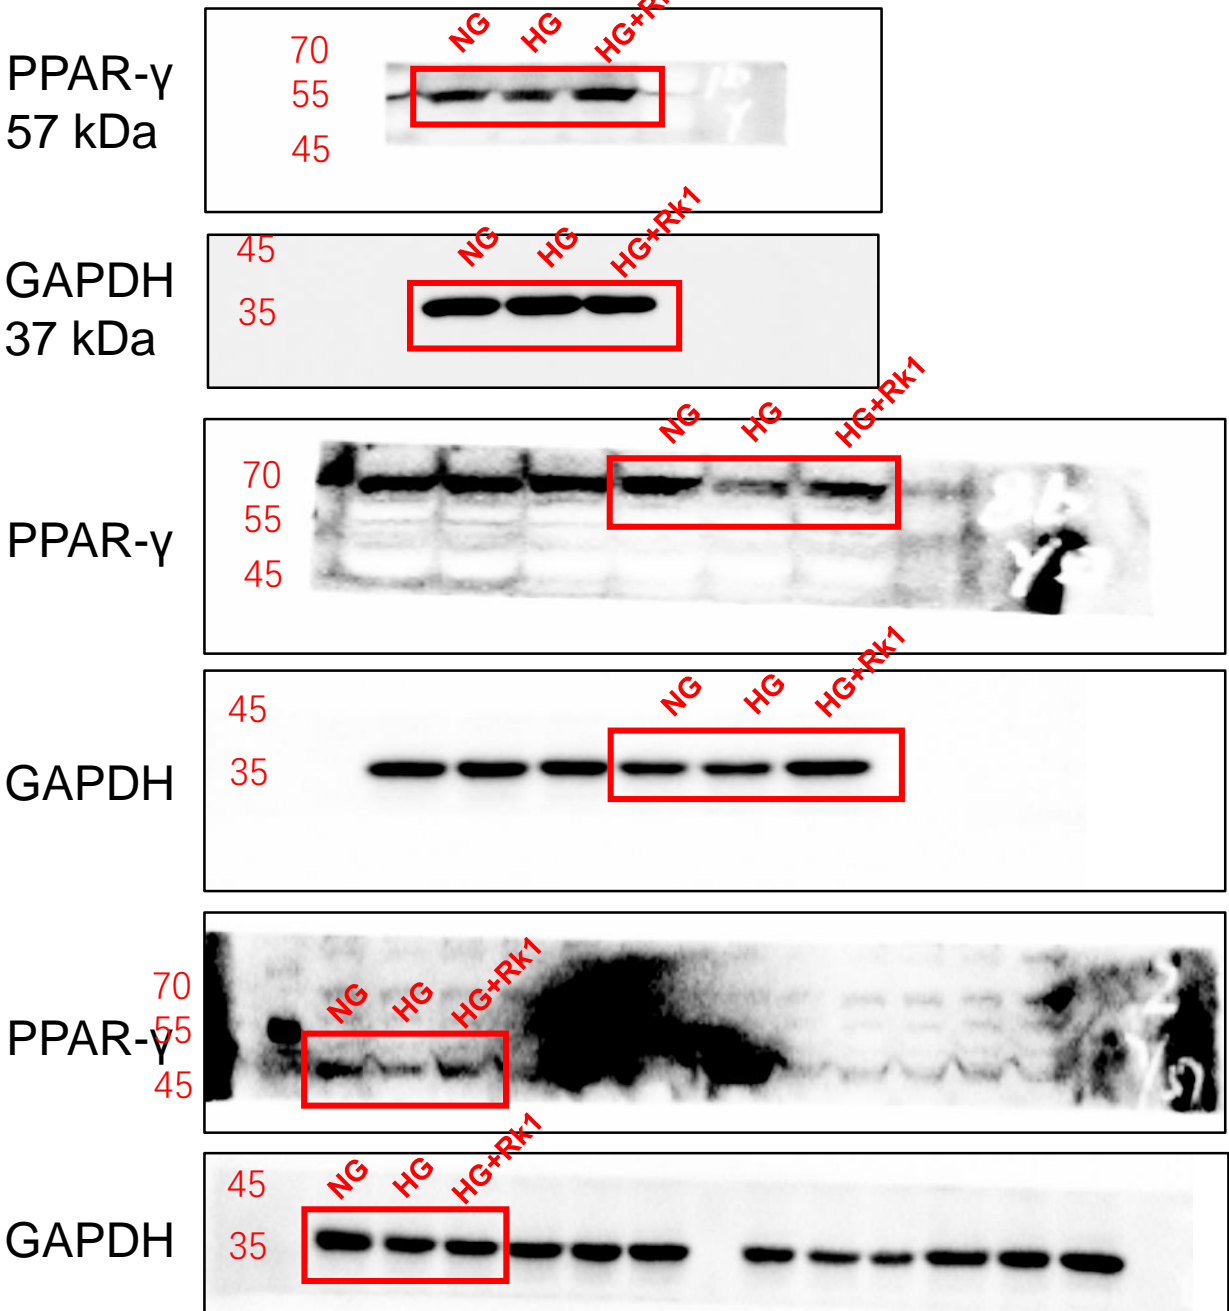 PPAR-γ
57 kDa
70
55
45
NG
HG
GAPDH
37 kDa
45
35
NG
HG
HG+Rk1
PPAR-γ
70
55
45
NG
HG
HG+Rk1
GAPDH
45
35
NG
HG
HG+Rk1
PPAR-γ
70
55
45
NG
HG
HG+Rk1
GAPDH
45
35
NG
HG
HG+Rk1